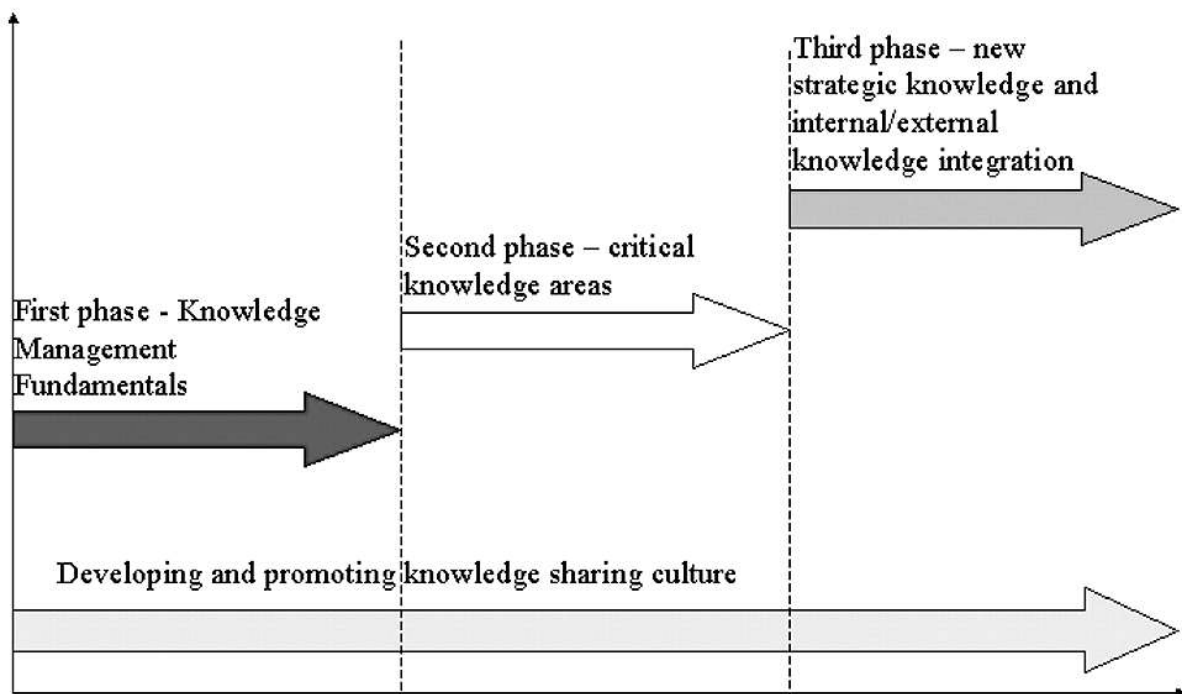 Third phase – new
strategic knowledge and
internal/external
knowledge integration
Second phase – critical
knowledge areas
First phase - Knowledge
Management
Fundamentals
Developing and promoting knowledge sharing culture